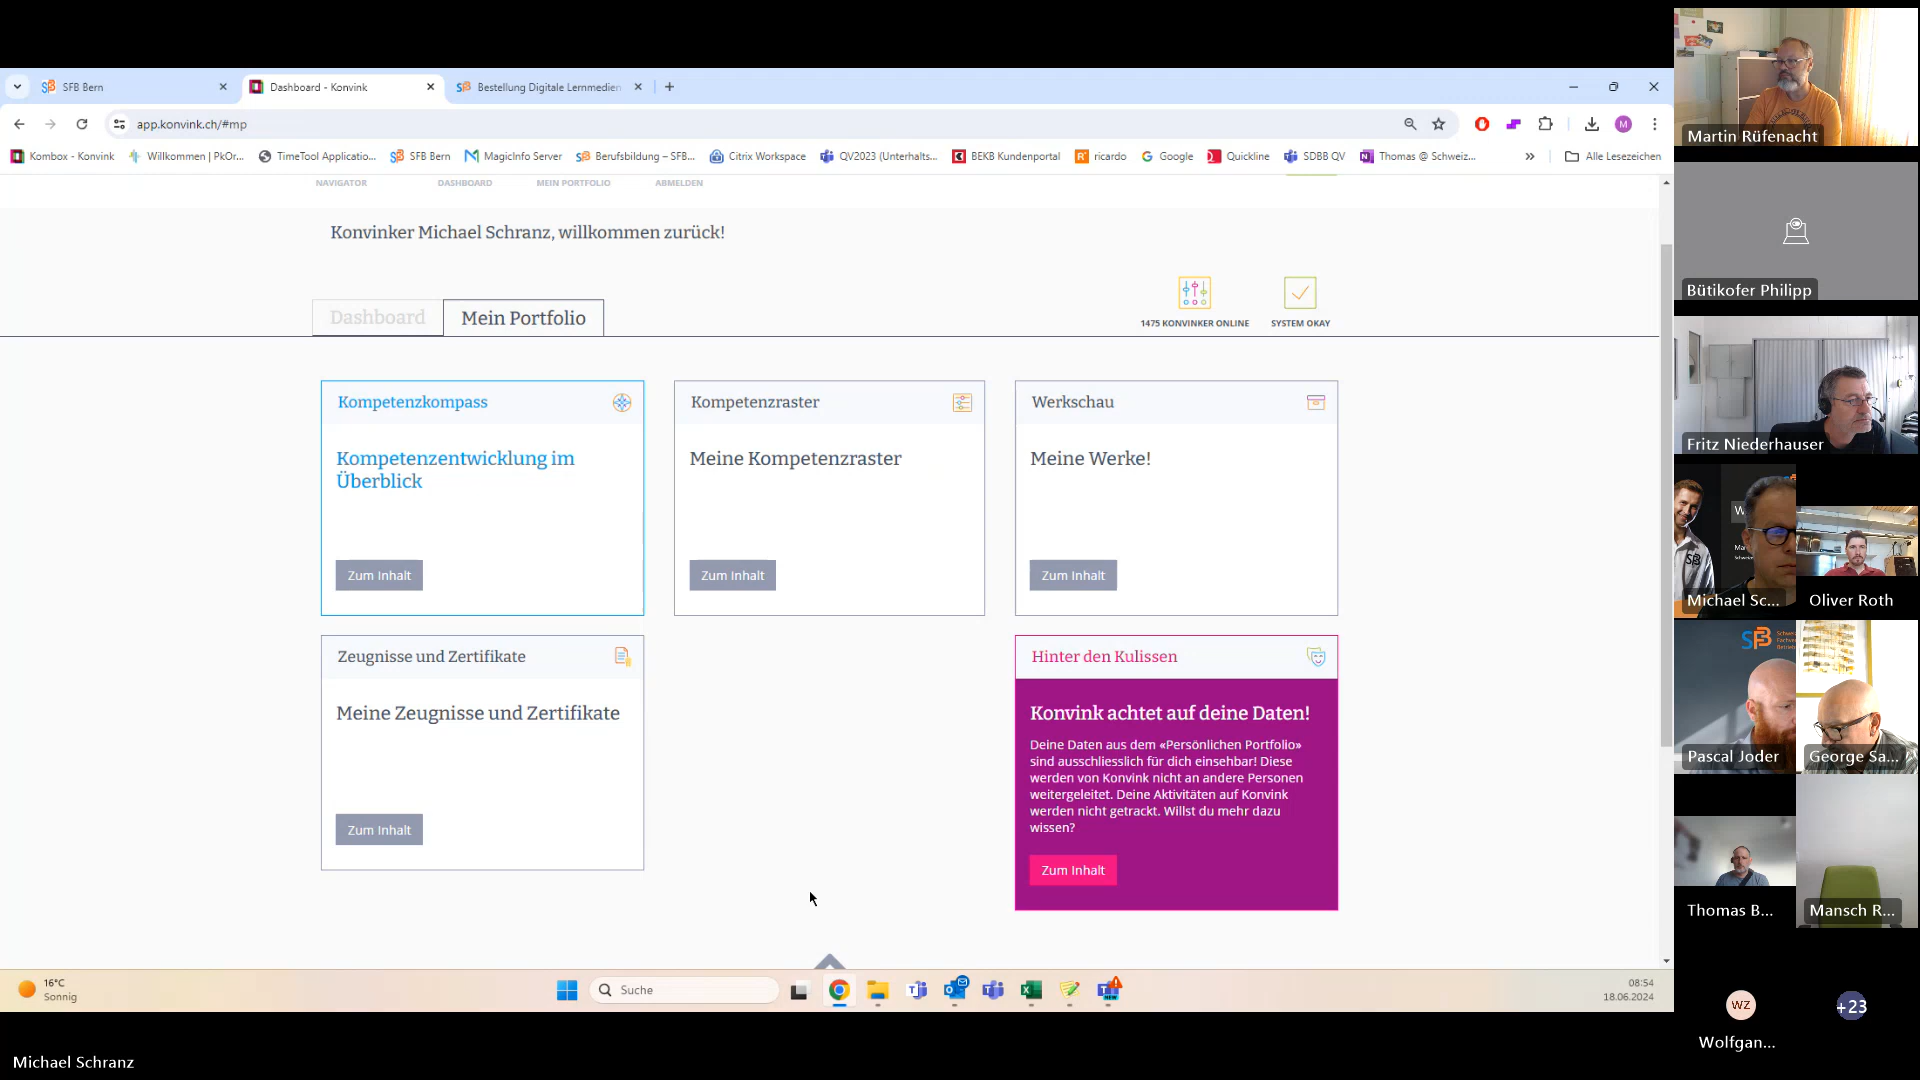 SFB Bern
Dashboard - Konvink
Bestellung Digitale Lernmedien
app.konvink.ch/#mp
Kombox - Konvink
Willkommen | PkOr...
TimeTool Applicatio...
SFB Bern
MagicInfo Server
Berufsbildung – SFB...
Citrix Workspace
QV2023 (Unterhalts...
BEKB Kundenportal
ricardo
Google
Quickline
SDBB QV
Thomas @ Schweiz...
Alle Lesezeichen
NAVIGATOR
DASHBOARD
MEIN PORTFOLIO
ABMELDEN
Konvinker Michael Schranz, willkommen zurück!
Dashboard
Mein Portfolio
1475 KONVINKER ONLINE
SYSTEM OKAY
Kompetenzkompass
Kompetenzentwicklung im
Überblick
Zum Inhalt
Kompetenzraster
Meine Kompetenzraster
Zum Inhalt
Werkschau
Meine Werke!
Zum Inhalt
Zeugnisse und Zertifikate
Meine Zeugnisse und Zertifikate
Zum Inhalt
Hinter den Kulissen
Konvink achtet auf deine Daten!
Deine Daten aus dem «Persönlichen Portfolio»
sind ausschliesslich für dich einsehbar! Diese
werden von Konvink nicht an andere Personen
weitergeleitet. Deine Aktivitäten auf Konvink
werden nicht getrackt. Willst du mehr dazu
wissen?
Zum Inhalt
16°C
Sonnig
Suche
08:54
18.06.2024
Michael Schranz
Martin Rüfenacht
Bütikofer Philipp
Fritz Niederhauser
Michael Sc...
Oliver Roth
Pascal Joder
George Sa...
Thomas B...
Mansch R...
WZ
+23
Wolfgan...